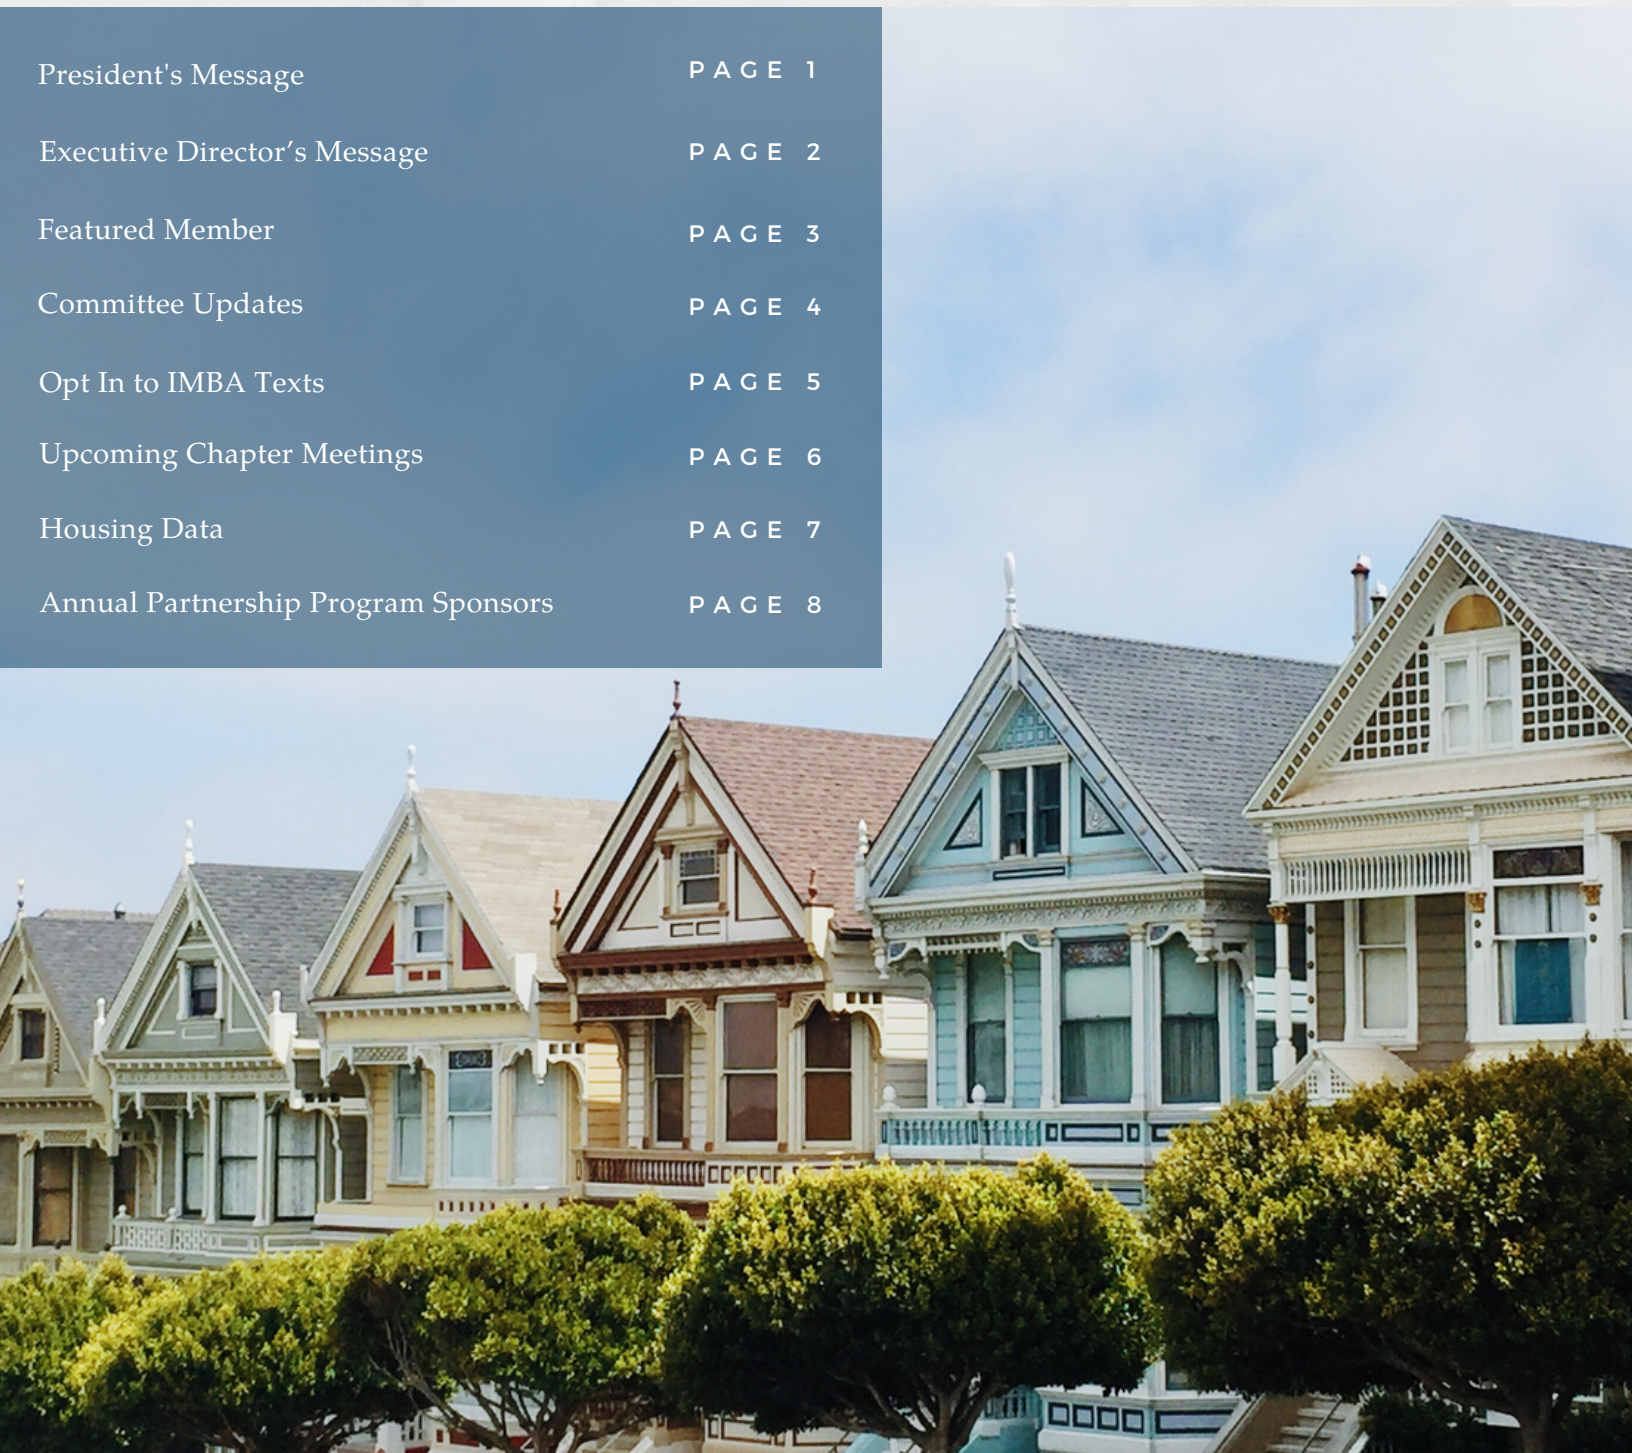 President's Message PAGE 1
Executive Director’s Message PAGE 2
Featured Member PAGE 3
Committee Updates PAGE 4
Opt In to IMBA Texts PAGE 5
Upcoming Chapter Meetings PAGE 6
Housing Data PAGE 7
Annual Partnership Program Sponsors PAGE 8